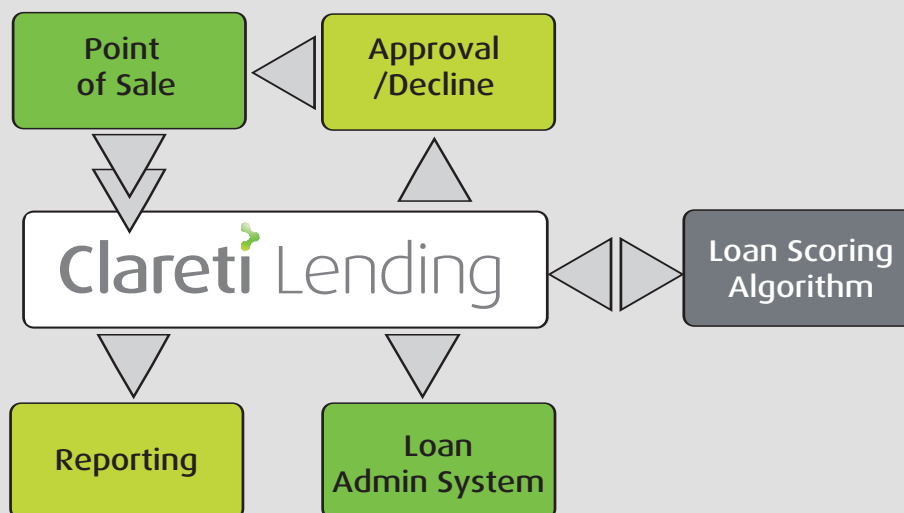 Point
of Sale
Approval
/Decline
Clareti Lending
Loan Scoring
Algorithm
Reporting
Loan
Admin System